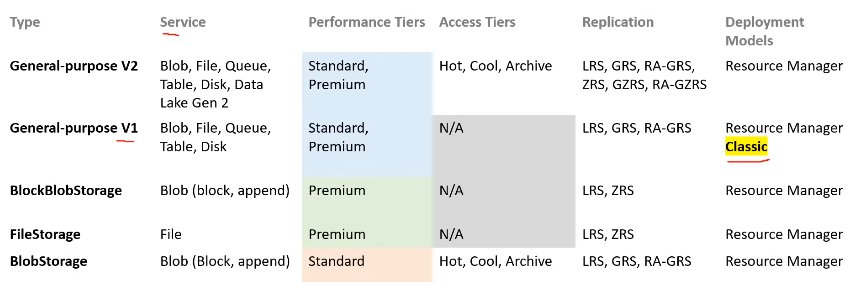 Type Service Performance Tiers Access Tiers Replication Deployment
Models
General-purpose V2 Blob, File, Queue, Standard, Hot, Cool, Archive LRS, GRS, RA-GRS, Resource Manager
Table, Disk, Data Premium ZRS, GZRS, RA-GZRS
Lake Gen 2
General-purpose V1 Blob, File, Queue, Standard, N/A LRS, GRS, RA-GRS Resource Manager
Table, Disk Premium Classic
BlockBlobStorage Blob (block, append) Premium N/A LRS, ZRS Resource Manager
FileStorage File Premium N/A LRS, ZRS Resource Manager
BlobStorage Blob (Block, append) Standard Hot, Cool, Archive LRS, GRS, RA-GRS Resource Manager